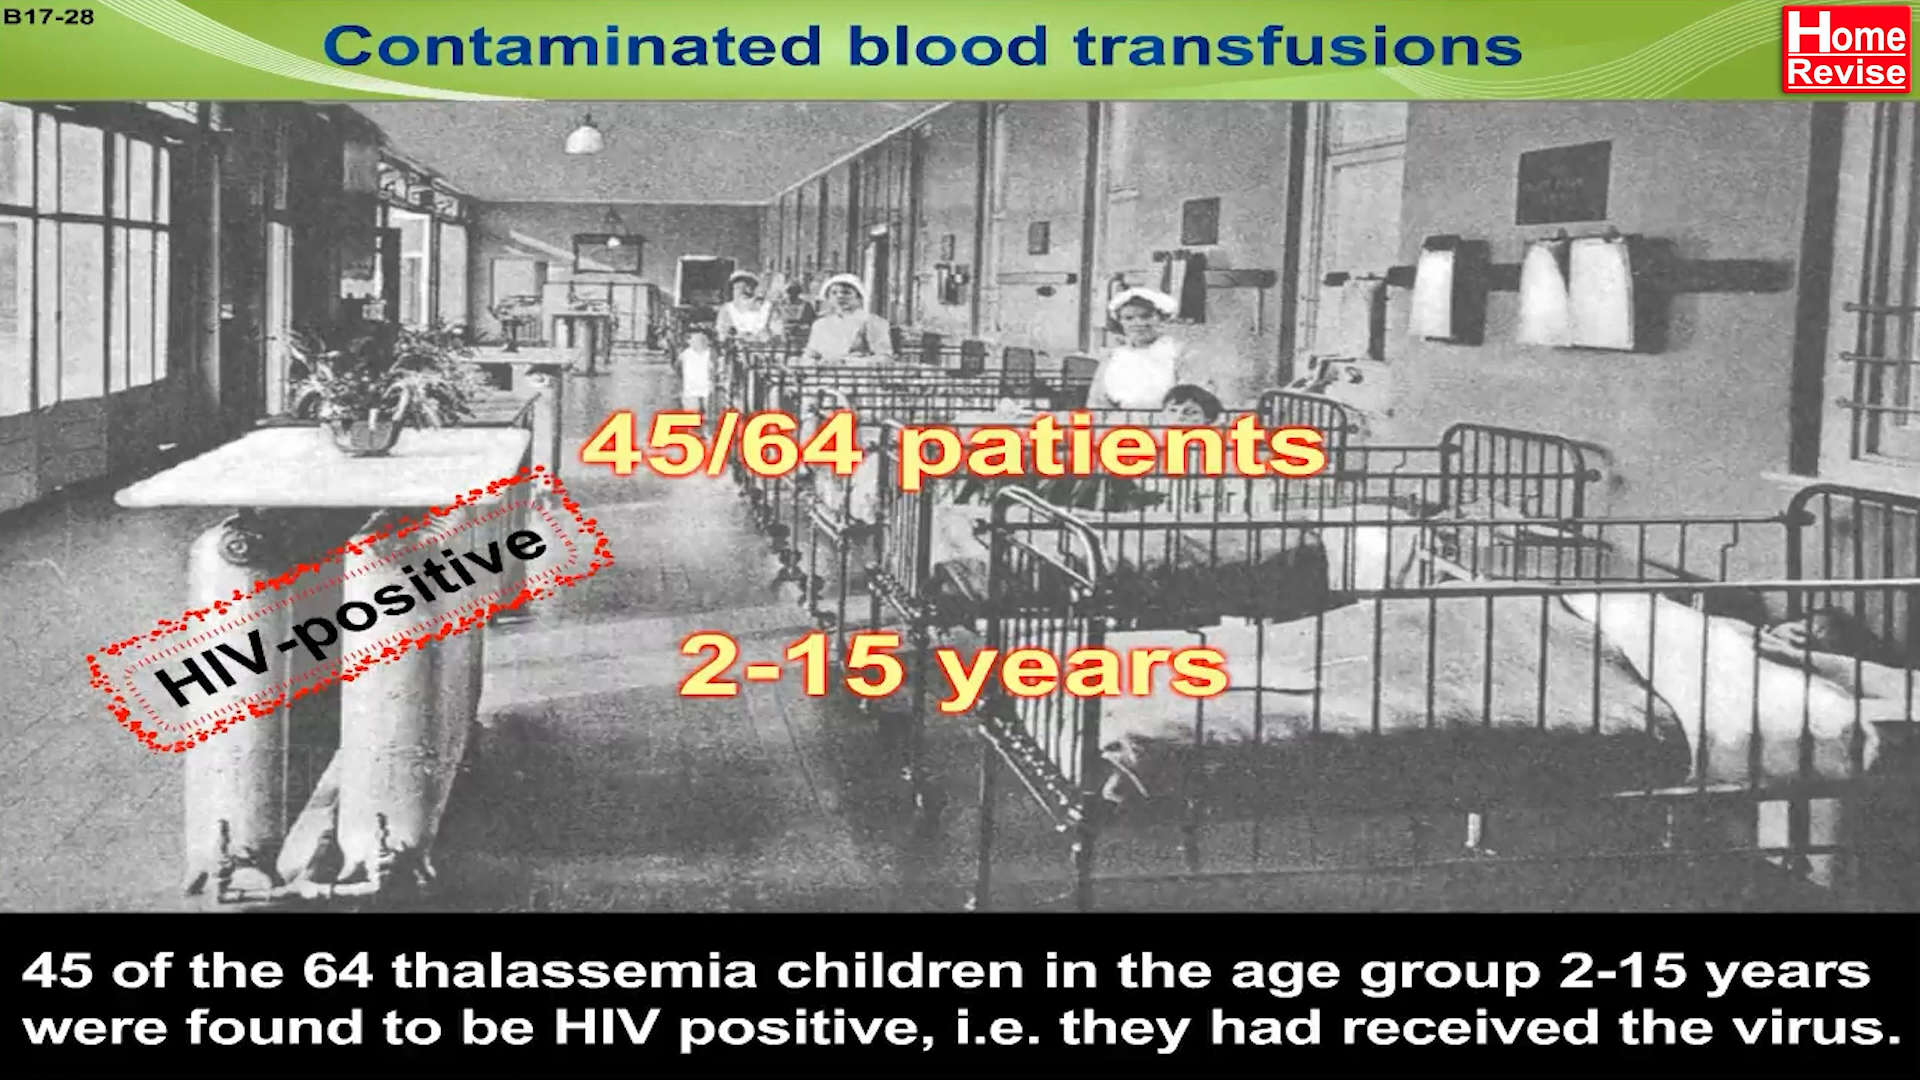 B17-28
Contaminated blood transfusions
Home
Revise
45/64 patients
HIV-positive
2-15 years
45 of the 64 thalassemia children in the age group 2-15 years
were found to be HIV positive, i.e. they had received the virus.